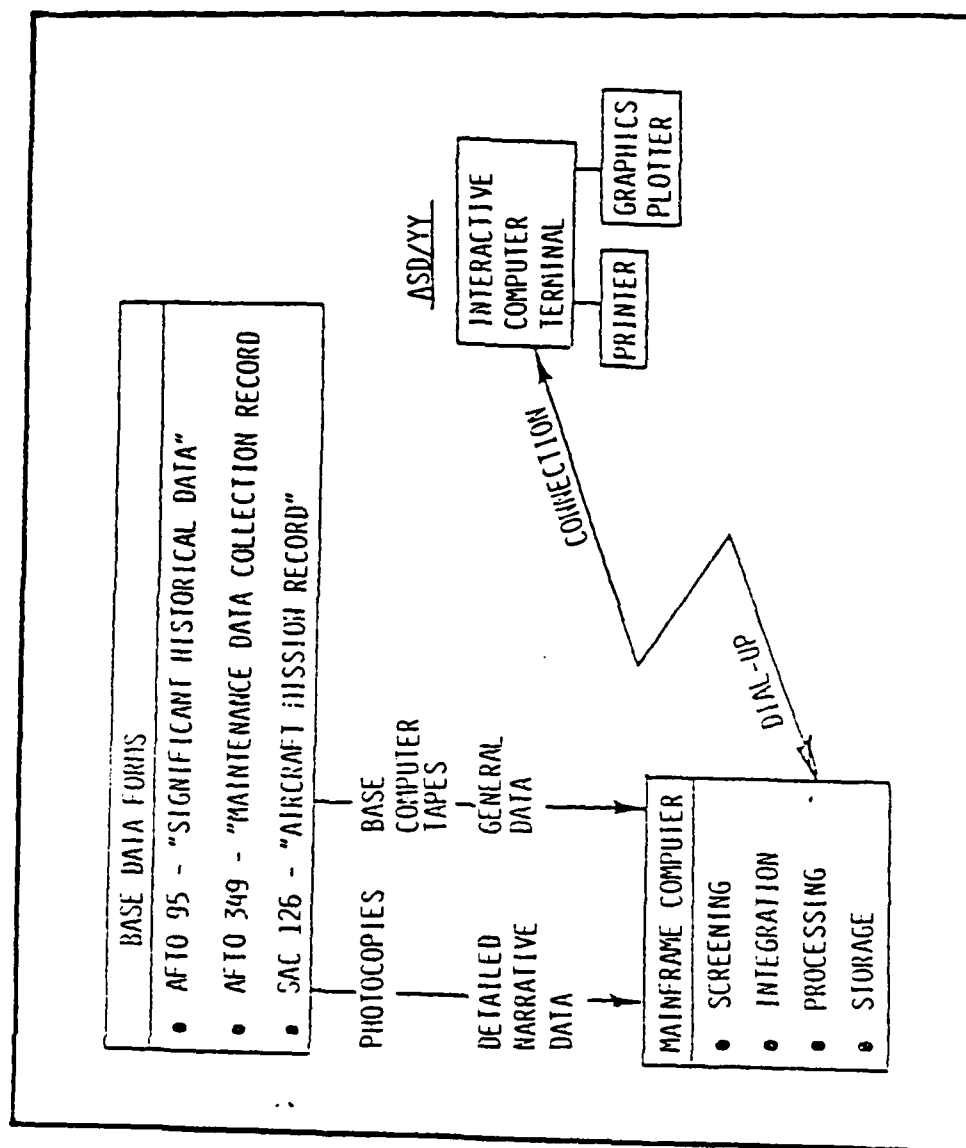 BASE DATA FORMS
• AFTO 95 - "SIGNIFICANT HISTORICAL DATA"
• AFTO 349 - "MAINTENANCE DATA COLLECTION RECORD
• SAC 126 - "AIRCRAFT MISSION RECORD"
PHOTOCOPIES
DETAILED
NARRATIVE
DATA
BASE
COMPUTER
TAPES
GENERAL
DATA
MAINFRAME COMPUTER
• SCREENING
• INTEGRATION
• PROCESSING
• STORAGE
DIAL-UP
CONNECTION
ASD/YY
INTERACTIVE
COMPUTER
TERMINAL
PRINTER
GRAPHICS
PLOTTER